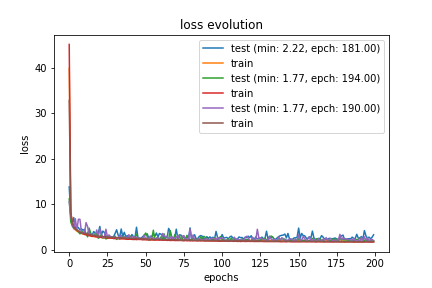 loss evolution
test (min: 2.22, epch: 181.00)
train
test (min: 1.77, epch: 194.00)
train
test (min: 1.77, epch: 190.00)
train
40
30
20
10
0
loss
0 25 50 75 100 125 150 175 200
epochs